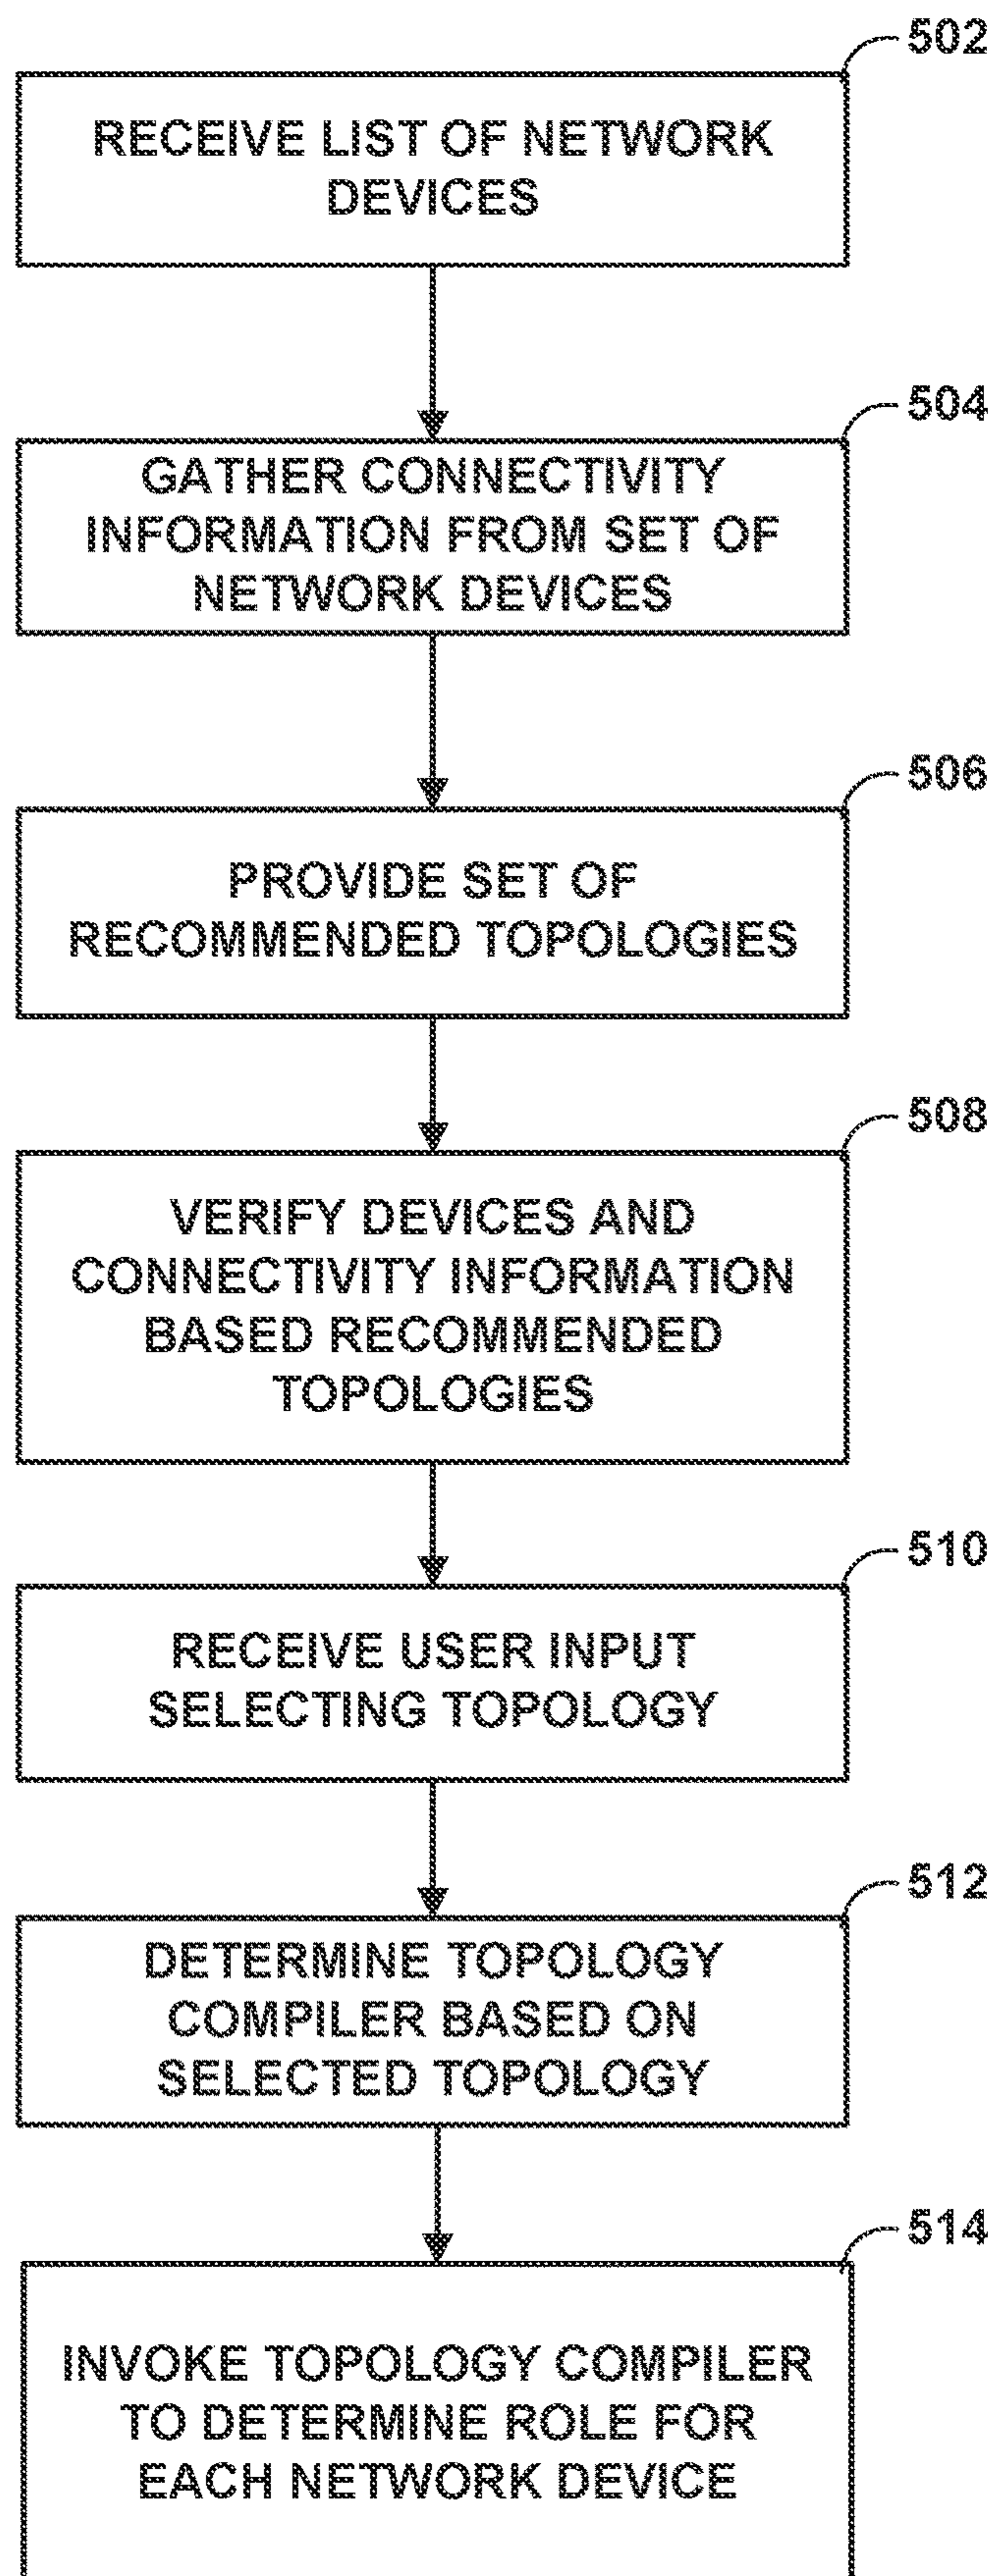 502
RECEIVE LIST OF NETWORK
DEVICES
504
GATHER CONNECTIVITY
INFORMATION FROM SET OF
NETWORK DEVICES
506
PROVIDE SET OF
RECOMMENDED TOPOLOGIES
508
VERIFY DEVICES AND
CONNECTIVITY INFORMATION
BASED RECOMMENDED
TOPOLOGIES
510
RECEIVE USER INPUT
SELECTING TOPOLOGY
512
DETERMINE TOPOLOGY
COMPILER BASED ON
SELECTED TOPOLOGY
514
INVOKE TOPOLOGY COMPILER
TO DETERMINE ROLE FOR
EACH NETWORK DEVICE